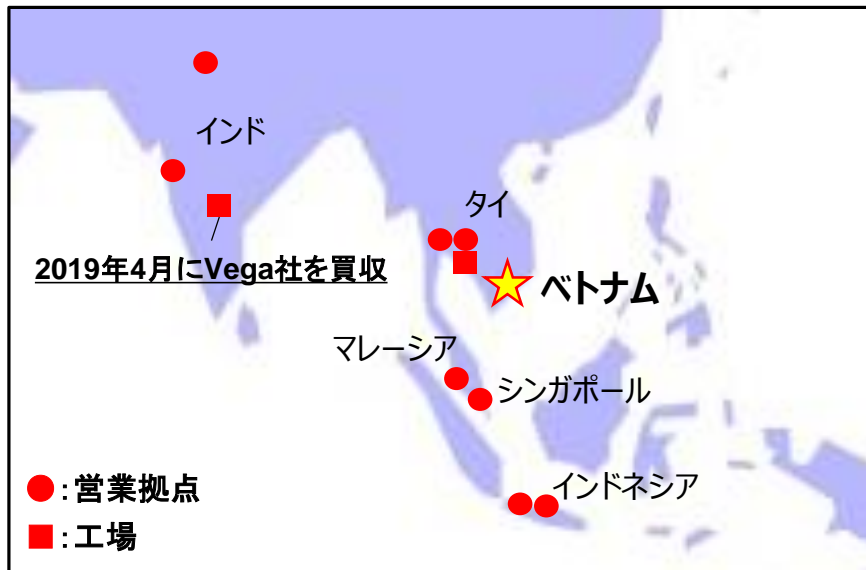 インド
タイ
2019年4月にVega社を買収
ベトナム
マレーシア
シンガポール
インドネシア
：営業拠点
：工場